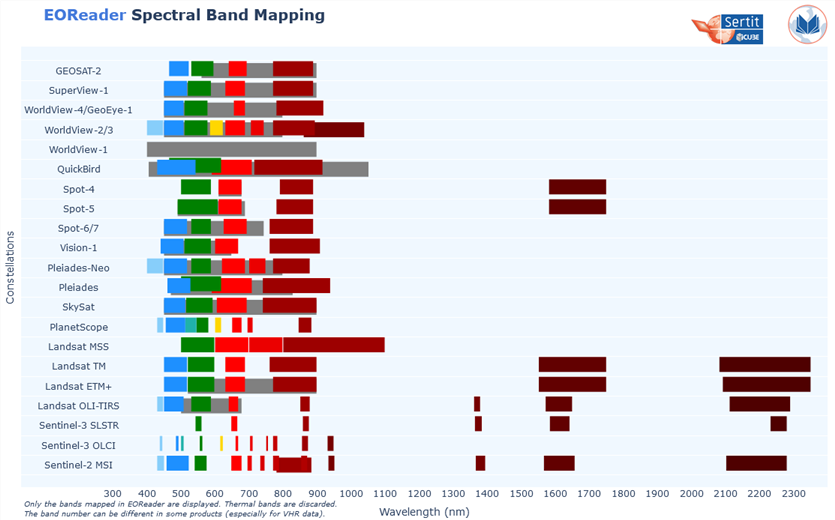 EOReader Spectral Band Mapping
Sertit
iCUBE
GEOSAT-2
SuperView-1
WorldView-4/GeoEye-1
WorldView-2/3
WorldView-1
QuickBird
Spot-4
Spot-5
Spot-6/7
Vision-1
Pleiades-Neo
Pleiades
SkySat
PlanetScope
Landsat MSS
Landsat TM
Landsat ETM+
Landsat OLI-TIRS
Sentinel-3 SLSTR
Sentinel-3 OLCI
Sentinel-2 MSI
Constellations
300 400 500 600 700 800 900 1000 1100 1200 1300 1400 1500 1600 1700 1800 1900 2000 2100 2200 2300
Wavelength (nm)
Only the bands mapped in EOReader are displayed. Thermal bands are discarded.
The band number can be different in some products (especially for VHR data).